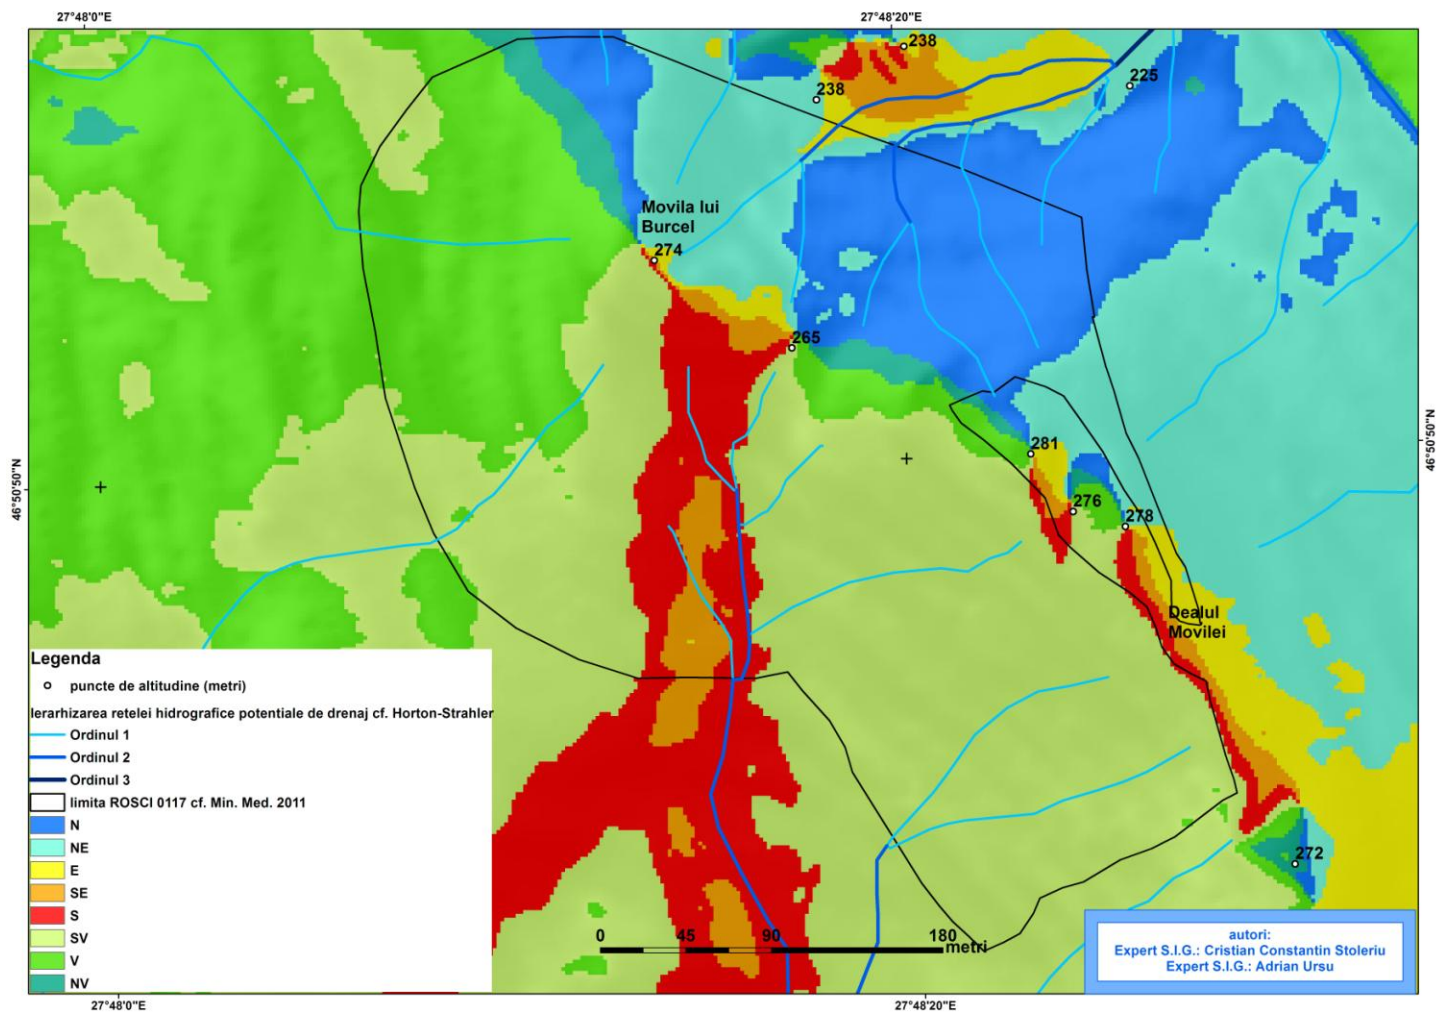 27°48'0"E
27°48'20"E
238
238
225
Movila lui
Burcel
274
265
281
276
278
46°50'50"N
46°50'50"N
Dealul
Movilei
272
Legenda
puncte de altitudine (metri)
Ierarhizarea retelei hidrografice potentiale de drenaj cf. Horton-Strahler
Ordinul 1
Ordinul 2
Ordinul 3
limita ROSCI 0117 cf. Min. Med. 2011
N
NE
E
SE
S
SV
V
NV
0 45 90 180
metri
autori:
Expert S.I.G.: Cristian Constantin Stoleriu
Expert S.I.G.: Adrian Ursu
27°48'0"E
27°48'20"E